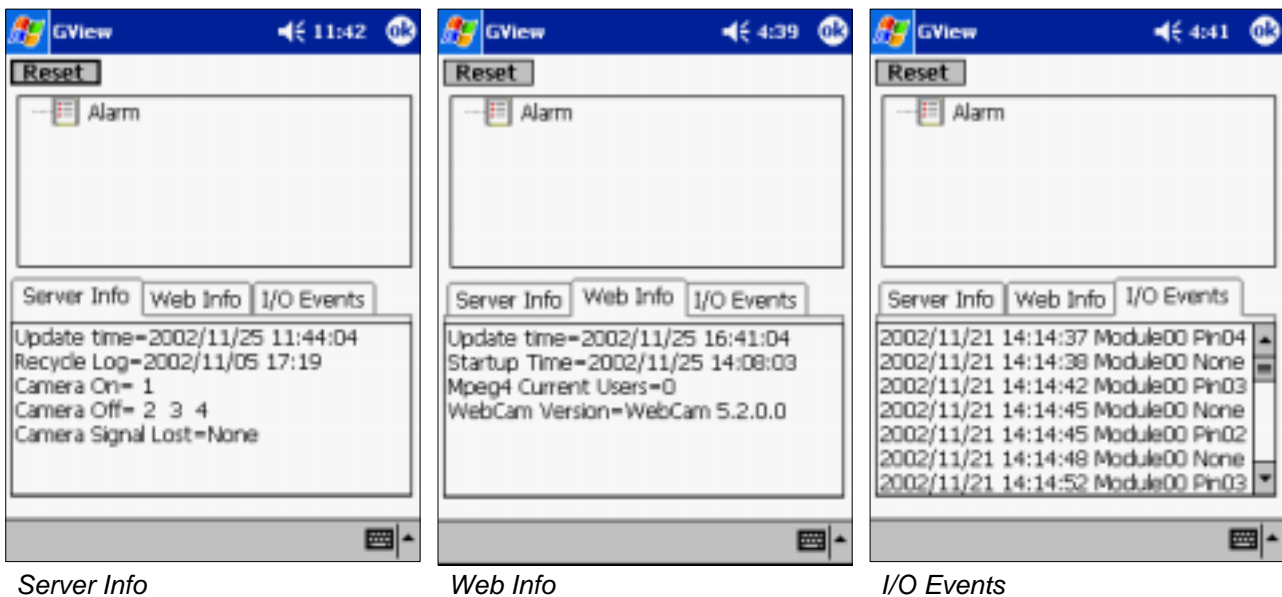 GView 11:42 ok
Reset
Alarm
Server Info Web Info I/O Events
Update time=2002/11/25 11:44:04
Recycle Log=2002/11/05 17:19
Camera On= 1
Camera Off= 2 3 4
Camera Signal Lost=None
Server Info
GView 4:39 ok
Reset
Alarm
Server Info Web Info I/O Events
Update time=2002/11/25 16:41:04
Startup Time=2002/11/25 14:08:03
Mpeg4 Current Users=0
WebCam Version=WebCam 5.2.0.0
Web Info
GView 4:41 ok
Reset
Alarm
Server Info Web Info I/O Events
2002/11/21 14:14:37 Module00 Pin04
2002/11/21 14:14:38 Module00 None
2002/11/21 14:14:42 Module00 Pin03
2002/11/21 14:14:45 Module00 None
2002/11/21 14:14:45 Module00 Pin02
2002/11/21 14:14:48 Module00 None
2002/11/21 14:14:52 Module00 Pin03
I/O Events